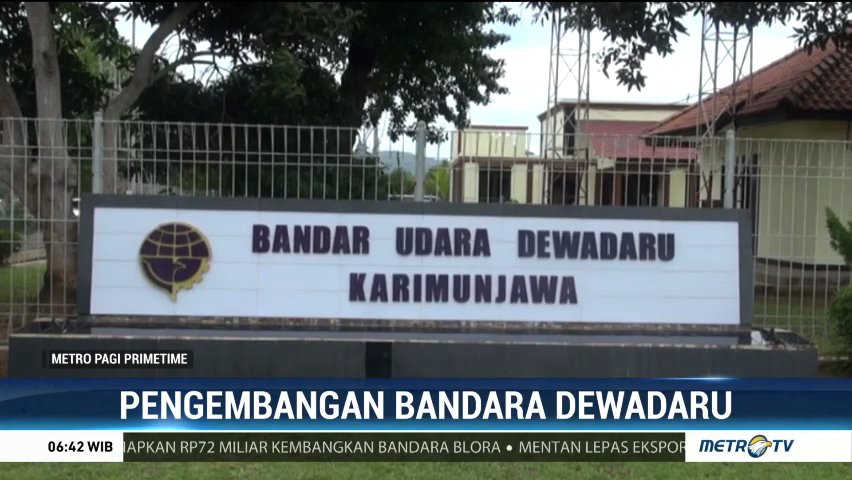 BANDAR UDARA DEWADARU
KARIMUNJAWA
METRO PAGI PRIMETIME
PENGEMBANGAN BANDARA DEWADARU
06:42 WIB IAPKAN RP72 MILIAR KEMBANGKAN BANDARA BLORA • MENTAN LEPAS EKSPOR METRO TV